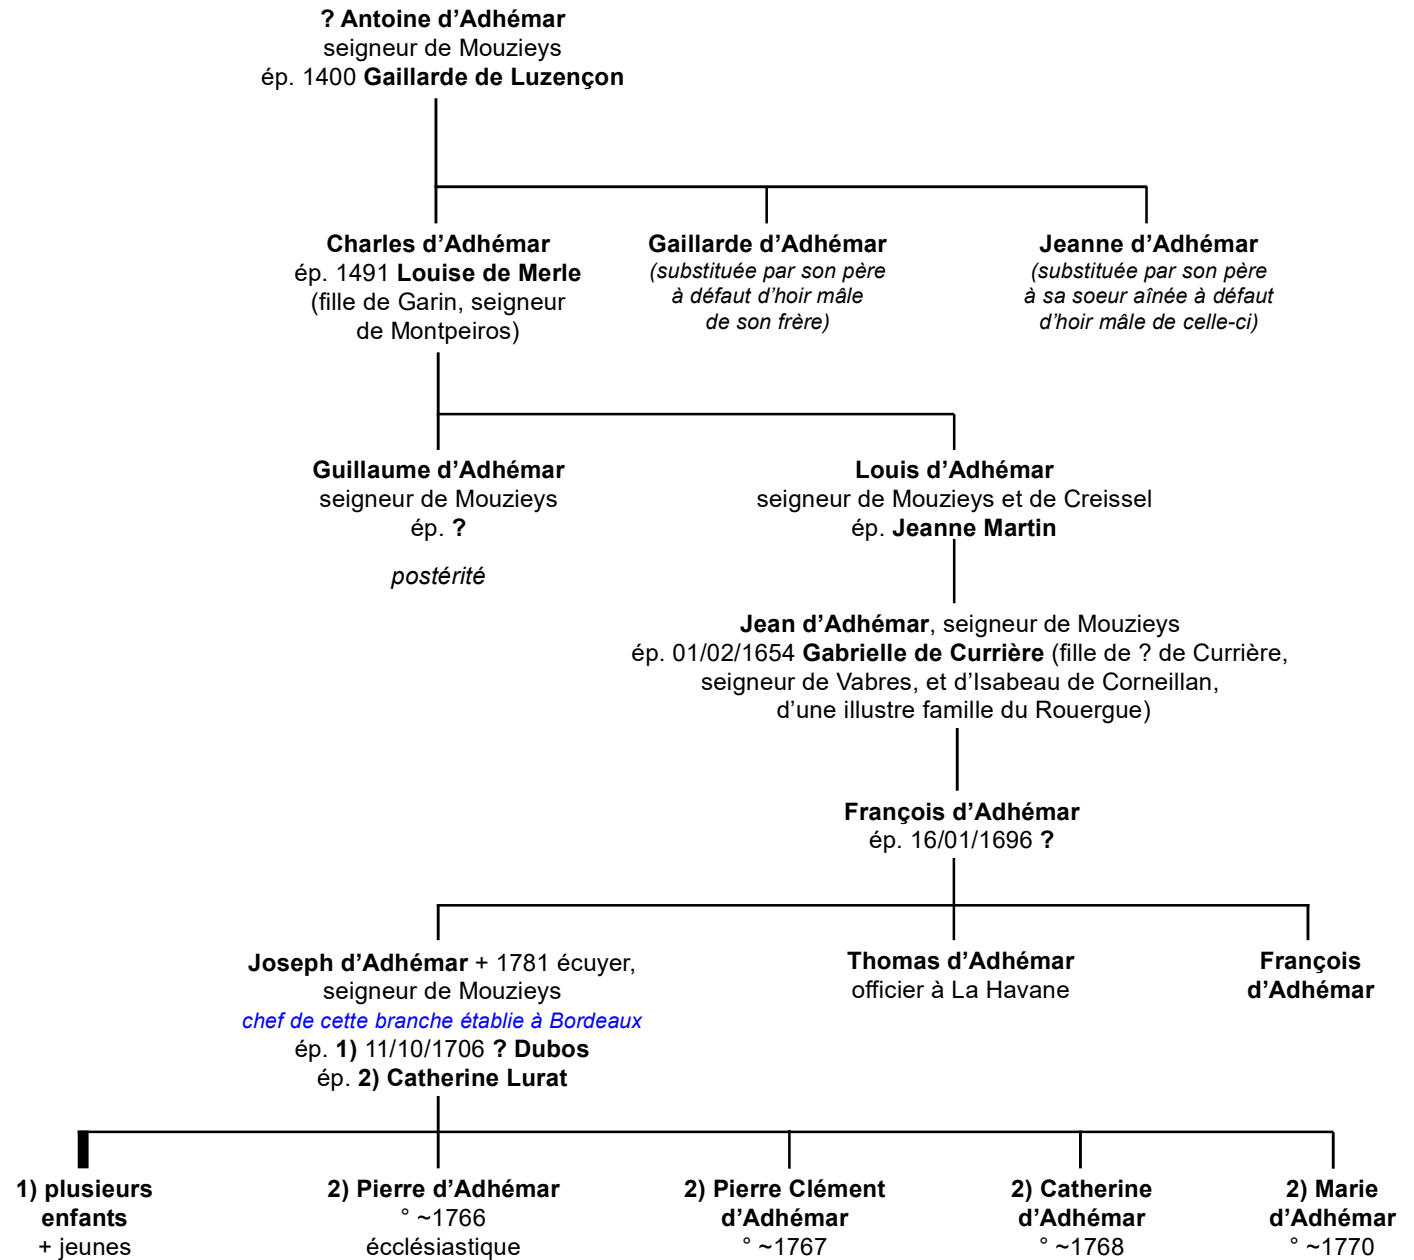 ? Antoine d’Adhémar
seigneur de Mouzieys
ép. 1400 Gaillarde de Luzençon
Charles d’Adhémar
ép. 1491 Louise de Merle
(fille de Garin, seigneur
de Montpeiros)
Gaillarde d’Adhémar
(substituée par son père
à défaut d’hoir mâle
de son frère)
Jeanne d’Adhémar
(substituée par son père
à sa soeur aînée à défaut
d’hoir mâle de celle-ci)
Guillaume d’Adhémar
seigneur de Mouzieys
ép. ?
postérité
Louis d’Adhémar
seigneur de Mouzieys et de Creissel
ép. Jeanne Martin
Jean d’Adhémar, seigneur de Mouzieys
ép. 01/02/1654 Gabrielle de Currière (fille de ? de Currière,
seigneur de Vabres, et d’Isabeau de Corneillan,
d’une illustre famille du Rouergue)
François d’Adhémar
ép. 16/01/1696 ?
Joseph d’Adhémar + 1781 écuyer,
seigneur de Mouzieys
chef de cette branche établie à Bordeaux
ép. 1) 11/10/1706 ? Dubos
ép. 2) Catherine Lurat
Thomas d’Adhémar
officier à La Havane
François
d’Adhémar
1) plusieurs
enfants
+ jeunes
2) Pierre d’Adhémar
° ~1766
écclésiastique
2) Pierre Clément
d’Adhémar
° ~1767
2) Catherine
d’Adhémar
° ~1768
2) Marie
d’Adhémar
° ~1770